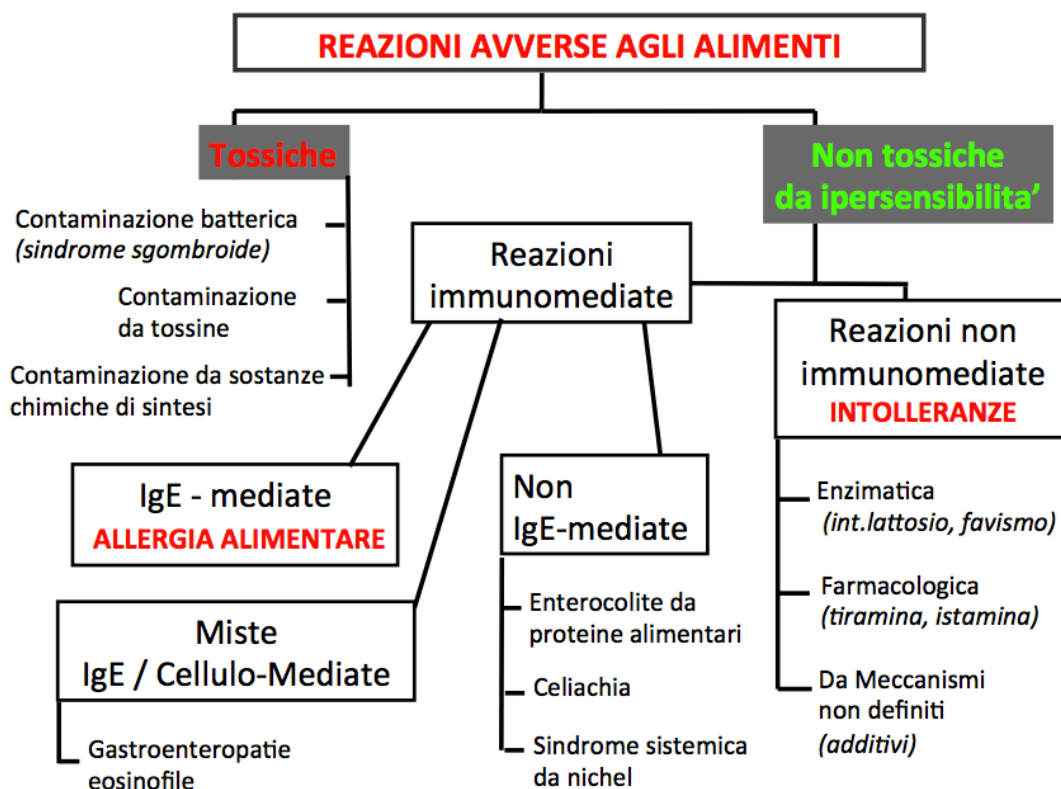 REAZIONI AVVERSE AGLI ALIMENTI
Tossiche
Contaminazione batterica
(sindrome sgombroide)
Contaminazione
da tossine
Contaminazione da sostanze
chimiche di sintesi
Non tossiche
da ipersensibilita’
Reazioni
immunomediate
IgE - mediate
ALLERGIA ALIMENTARE
Miste
IgE / Cellulo-Mediate
Gastroenteropatie
eosinofile
Non
IgE-mediate
Enterocolite da
proteine alimentari
Celiachia
Sindrome sistemica
da nichel
Reazioni non
immunomediate
INTOLLERANZE
Enzimatica
(int.lattosio, favismo)
Farmacologica
(tiramina, istamina)
Da Meccanismi
non definiti
(additivi)